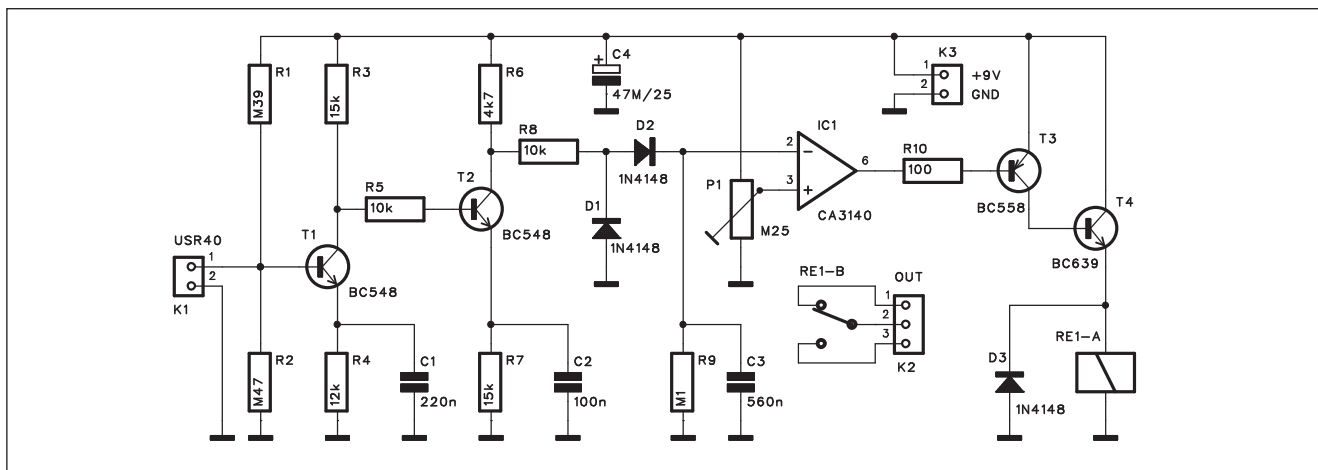 R1
M39
R3
15k
R6
4k7
C4
+
47M/25
K3
1
2
+9V
GND
R8
10k
D2
1N4148
IC1
2
3
6
CA3140
R10
100
T3
BC558
T4
BC639
R5
10k
T2
BC548
D1
1N4148
P1
M25
USR40
1
2
K1
T1
BC548
RE1-B
OUT
1
2
3
K2
R2
M47
R4
12k
C1
220n
R7
15k
C2
100n
R9
M1
C3
560n
D3
1N4148
RE1-A